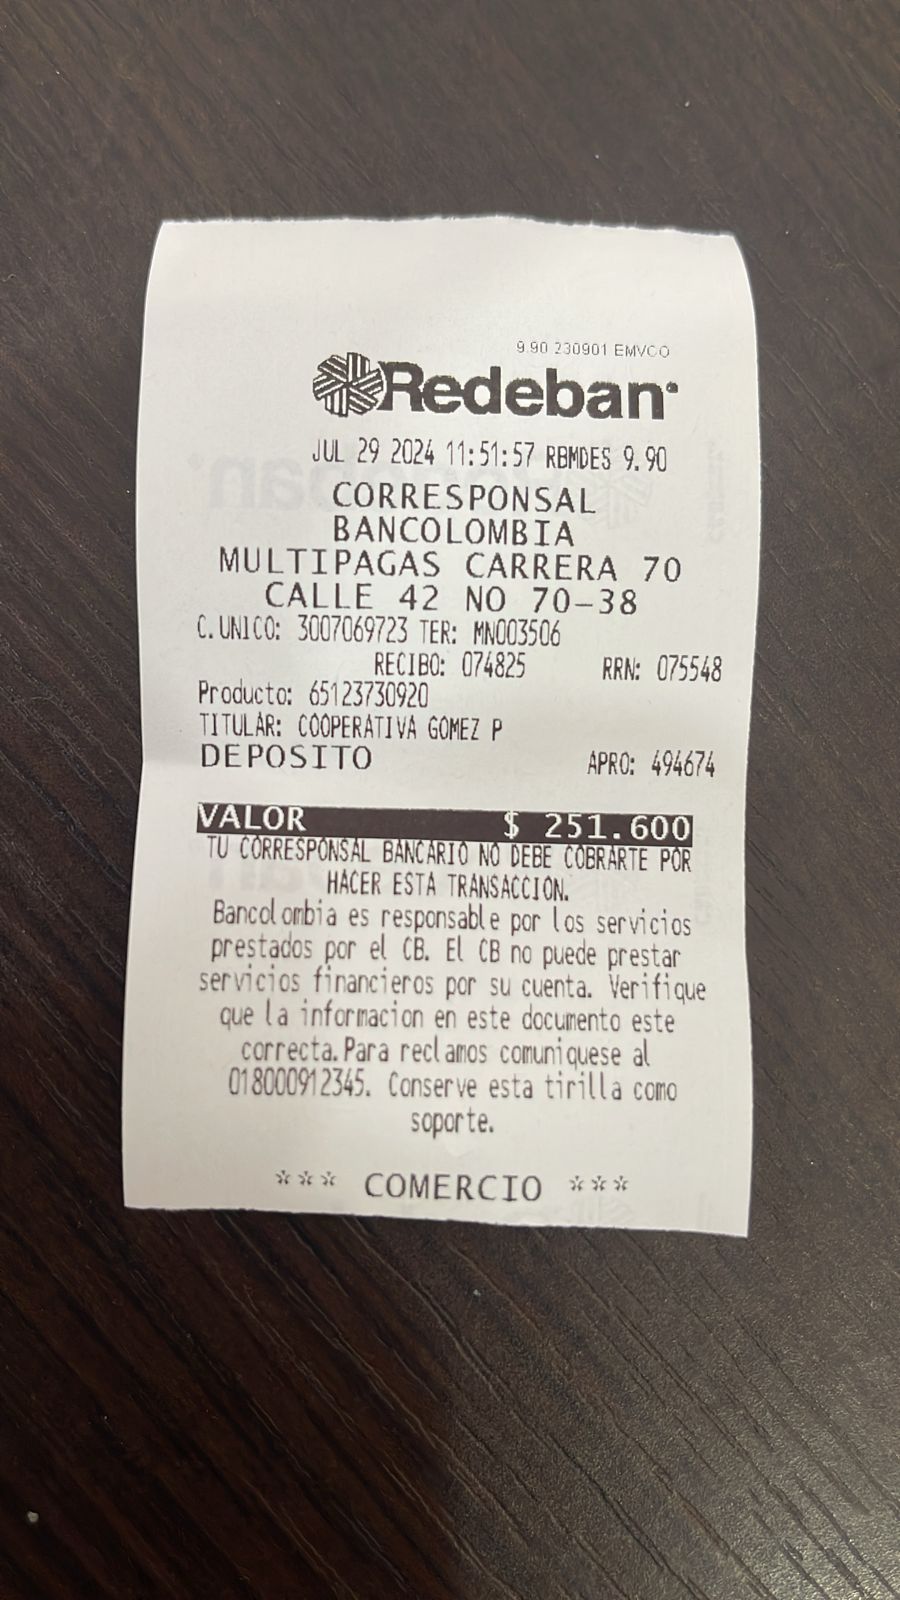 9.90 230901 EMVCO
Redeban
JUL 29 2024 11:51:57 RBMDES 9.90
CORRESPONSAL
BANCOLOMBIA
MULTIPAGAS CARRERA 70
CALLE 42 NO 70-38
C.UNICO: 3007069723 TER: MN003506
RECIBO: 074825 RRN: 075548
Producto: 65123730920
TITULAR: COOPERATIVA GOMEZ P
DEPOSITO APRO: 494674
VALOR $ 251.600
TU CORRESPONSAL BANCARIO NO DEBE COBRARTE POR
HACER ESTA TRANSACCION.
Bancolombia es responsable por los servicios
prestados por el CB. El CB no puede prestar
servicios financieros por su cuenta. Verifique
que la informacion en este documento este
correcta.Para reclamos comuniquese al
018000912345. Conserve esta tirilla como
soporte.
*** COMERCIO ***